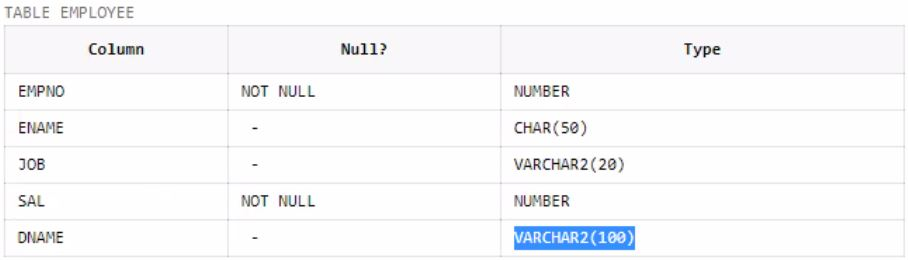 TABLE EMPLOYEE
Column Null? Type
EMPNO NOT NULL NUMBER
ENAME - CHAR(50)
JOB - VARCHAR2(20)
SAL NOT NULL NUMBER
DNAME - VARCHAR2(100)